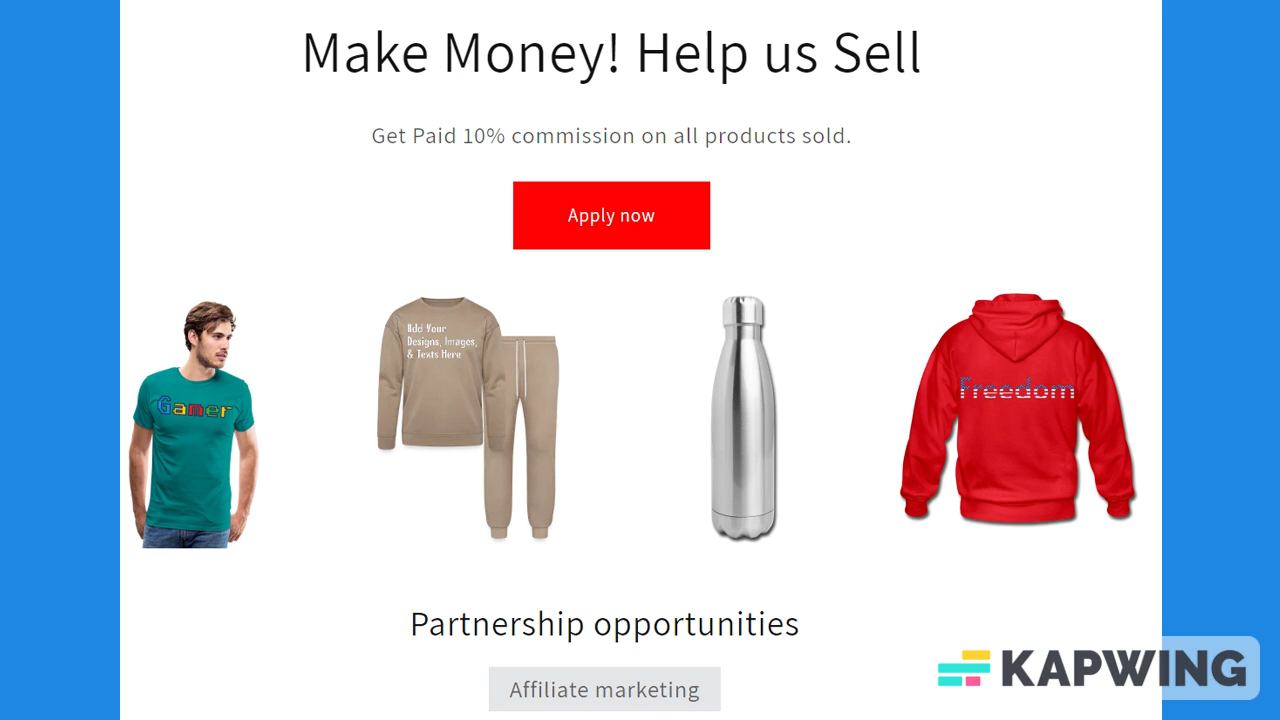 Make Money! Help us Sell
Get Paid 10% commission on all products sold.
Apply now
Gamer
Add Your
Designs, Images,
& Texts Here
Freedom
Partnership opportunities
Affiliate marketing
KAPWING